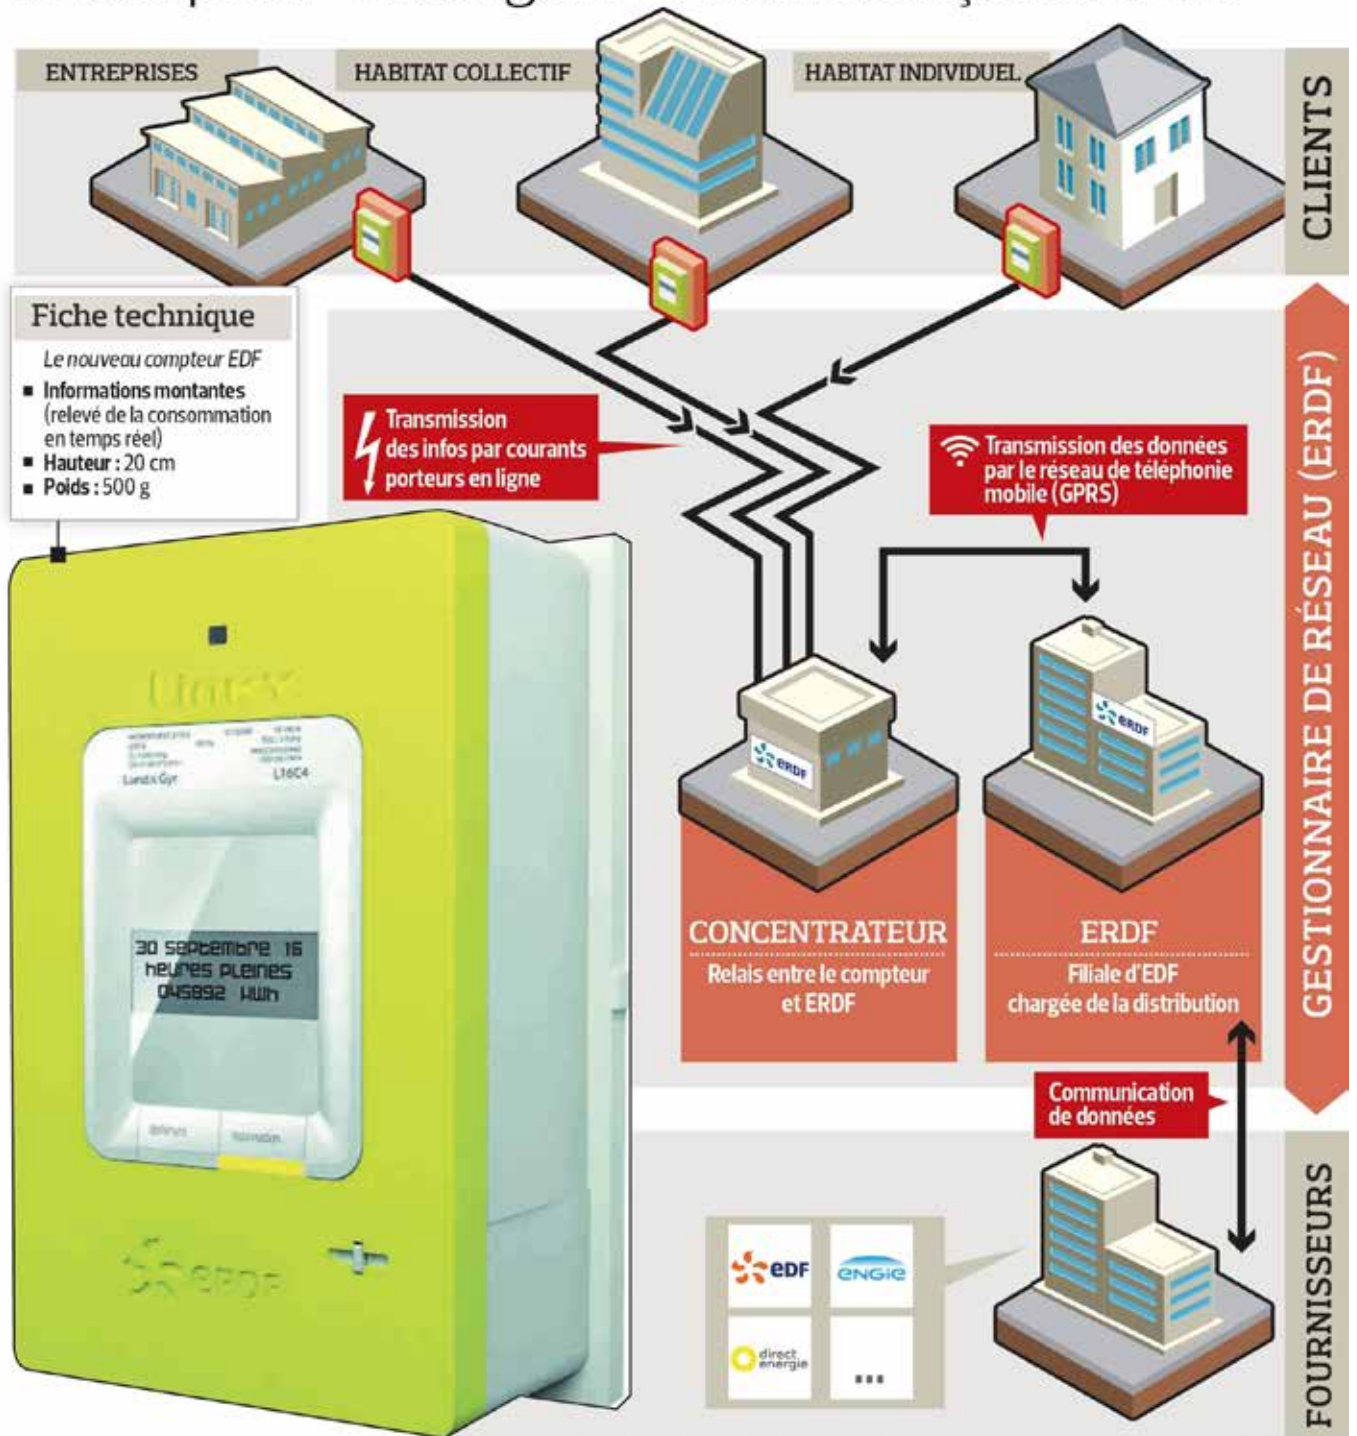 ENTREPRISES
HABITAT COLLECTIF
HABITAT INDIVIDUEL
CLIENTS
Fiche technique
Le nouveau compteur EDF
Informations montantes
(relevé de la consommation
en temps réel)
Hauteur : 20 cm
Poids : 500 g
Transmission
des infos par courants
porteurs en ligne
Transmission des données
par le réseau de téléphonie
mobile (GPRS)
GESTIONNAIRE DE RÉSEAU (ERDF)
Linky
Landis Gyr
L16C4
30 septembre 16
heures pleines
045892 kWh
eRDF
eRDF
eRDF
CONCENTRATEUR
Relais entre le compteur
et ERDF
ERDF
Filiale d'EDF
chargée de la distribution
Communication
de données
eDF
ENGIE
direct
energie
...
FOURNISSEURS